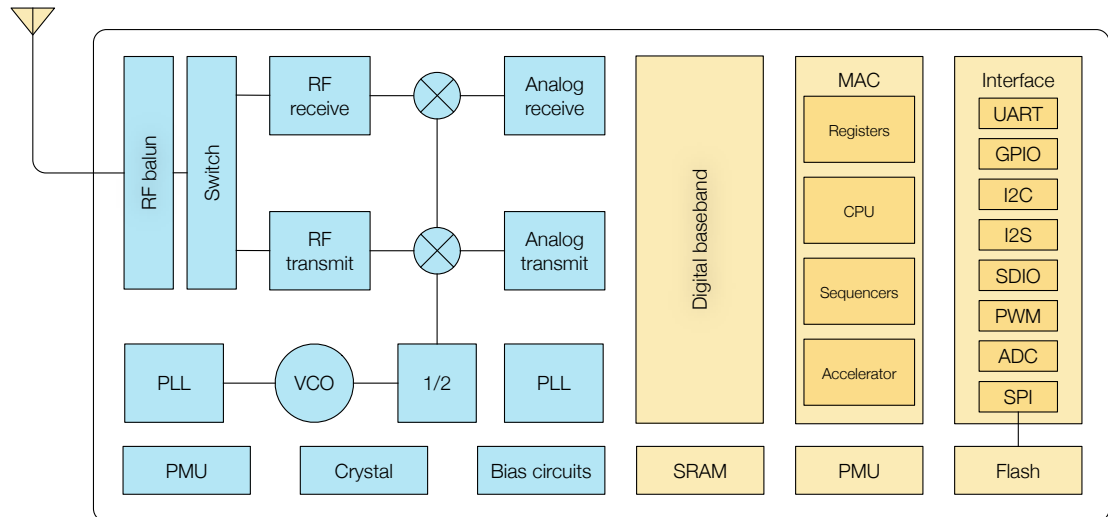 RF balun
Switch
RF
receive
Analog
receive
RF
transmit
Analog
transmit
PLL
VCO
1/2
PLL
PMU
Crystal
Bias circuits
Digital baseband
SRAM
MAC
Registers
CPU
Sequencers
Accelerator
PMU
Interface
UART
GPIO
I2C
I2S
SDIO
PWM
ADC
SPI
Flash